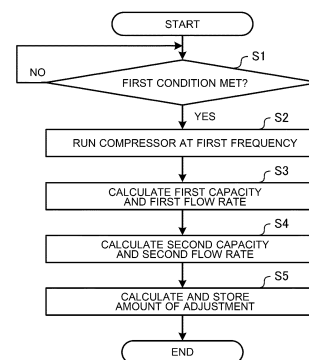 START
S1
NO
FIRST CONDITION MET?
YES
S2
RUN COMPRESSOR AT FIRST FREQUENCY
S3
CALCULATE FIRST CAPACITY
AND FIRST FLOW RATE
S4
CALCULATE SECOND CAPACITY
AND SECOND FLOW RATE
S5
CALCULATE AND STORE
AMOUNT OF ADJUSTMENT
END